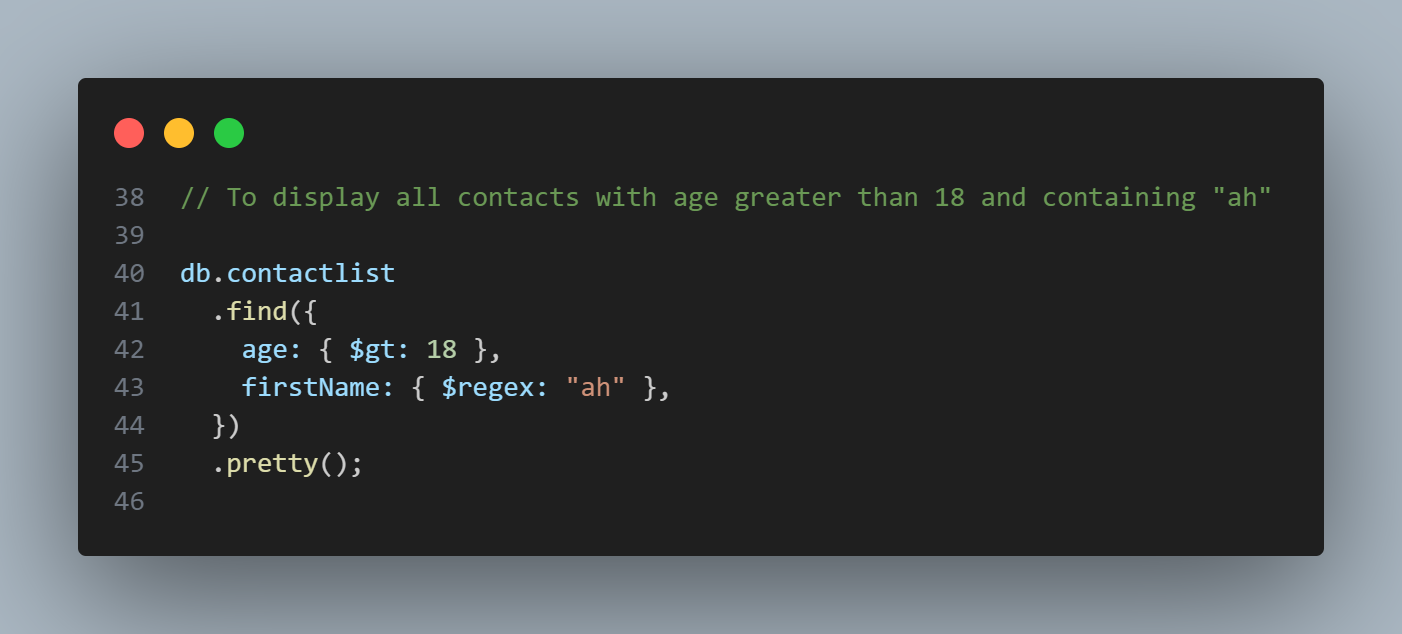 38 // To display all contacts with age greater than 18 and containing "ah"
39
40 db.contactlist
41   .find({
42     age: { $gt: 18 },
43     firstName: { $regex: "ah" },
44   })
45   .pretty();
46